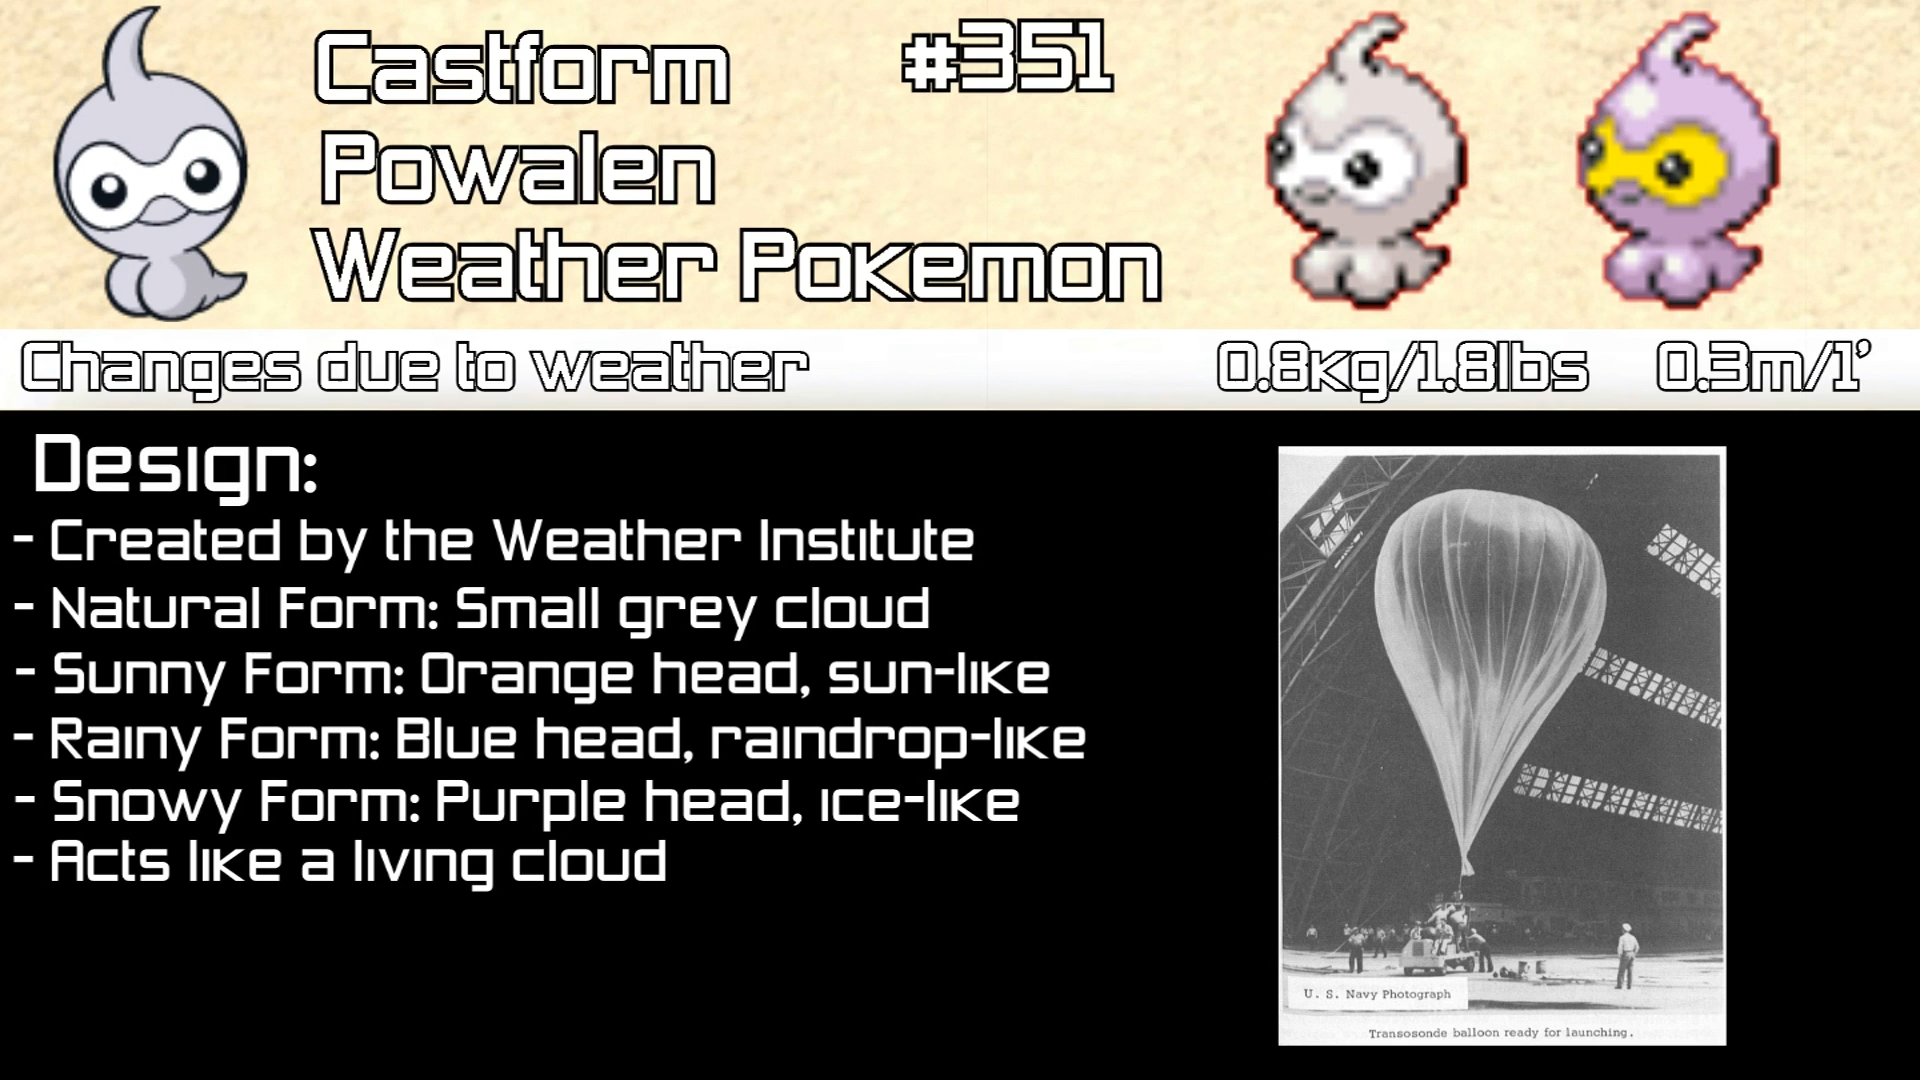 Castform
#351
Powalen
Weather Pokemon
Changes due to weather
0.8kg/1.8lbs
0.3m/1'
Design:
- Created by the Weather Institute
- Natural Form: Small grey cloud
- Sunny Form: Orange head, sun-like
- Rainy Form: Blue head, raindrop-like
- Snowy Form: Purple head, ice-like
- Acts like a living cloud
U. S. Navy Photograph
Transosonde balloon ready for launching.